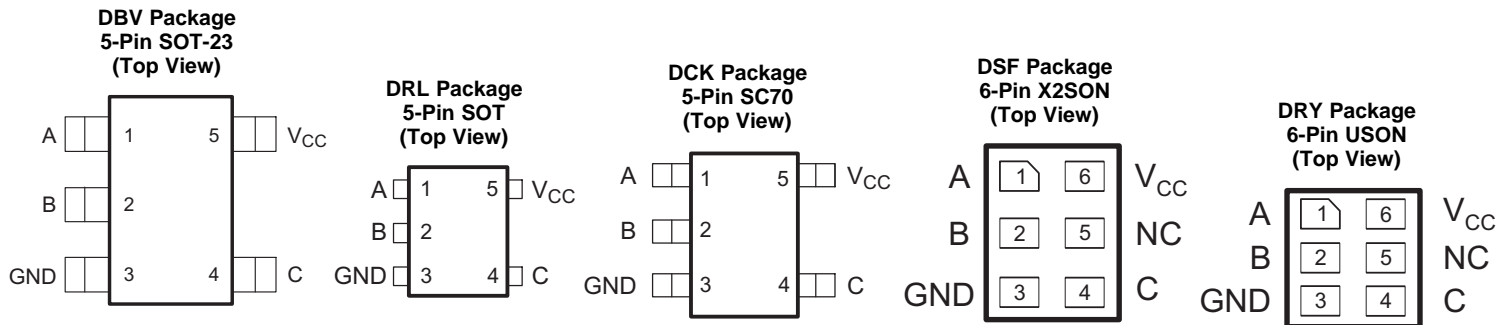 DBV Package
5-Pin SOT-23
(Top View)
A 1 5 VCC
B 2
GND 3 4 C
DRL Package
5-Pin SOT
(Top View)
A 1 5 VCC
B 2
GND 3 4 C
DCK Package
5-Pin SC70
(Top View)
A 1 5 VCC
B 2
GND 3 4 C
DSF Package
6-Pin X2SON
(Top View)
A 1 6 VCC
B 2 5 NC
GND 3 4 C
DRY Package
6-Pin USON
(Top View)
A 1 6 VCC
B 2 5 NC
GND 3 4 C